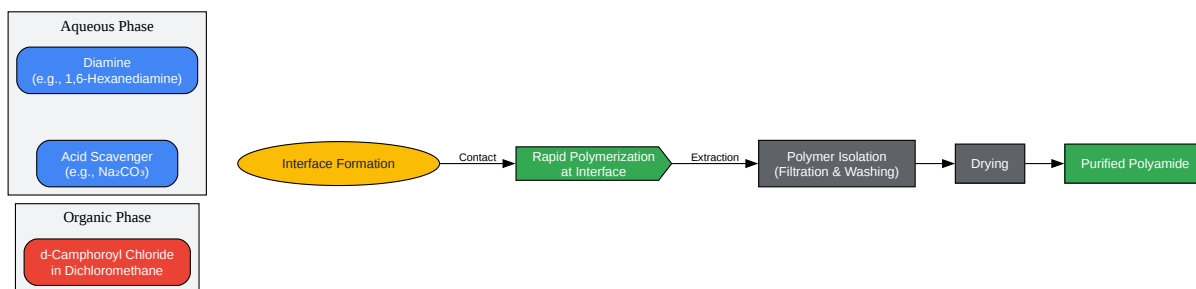 Aqueous Phase
Diamine
(e.g., 1,6-Hexanediamine)
Acid Scavenger
(e.g., Na₂CO₃)
Organic Phase
d-Camphoroyl Chloride
in Dichloromethane
Interface Formation
Contact
Rapid Polymerization
at Interface
Extraction
Polymer Isolation
(Filtration & Washing)
Drying
Purified Polyamide